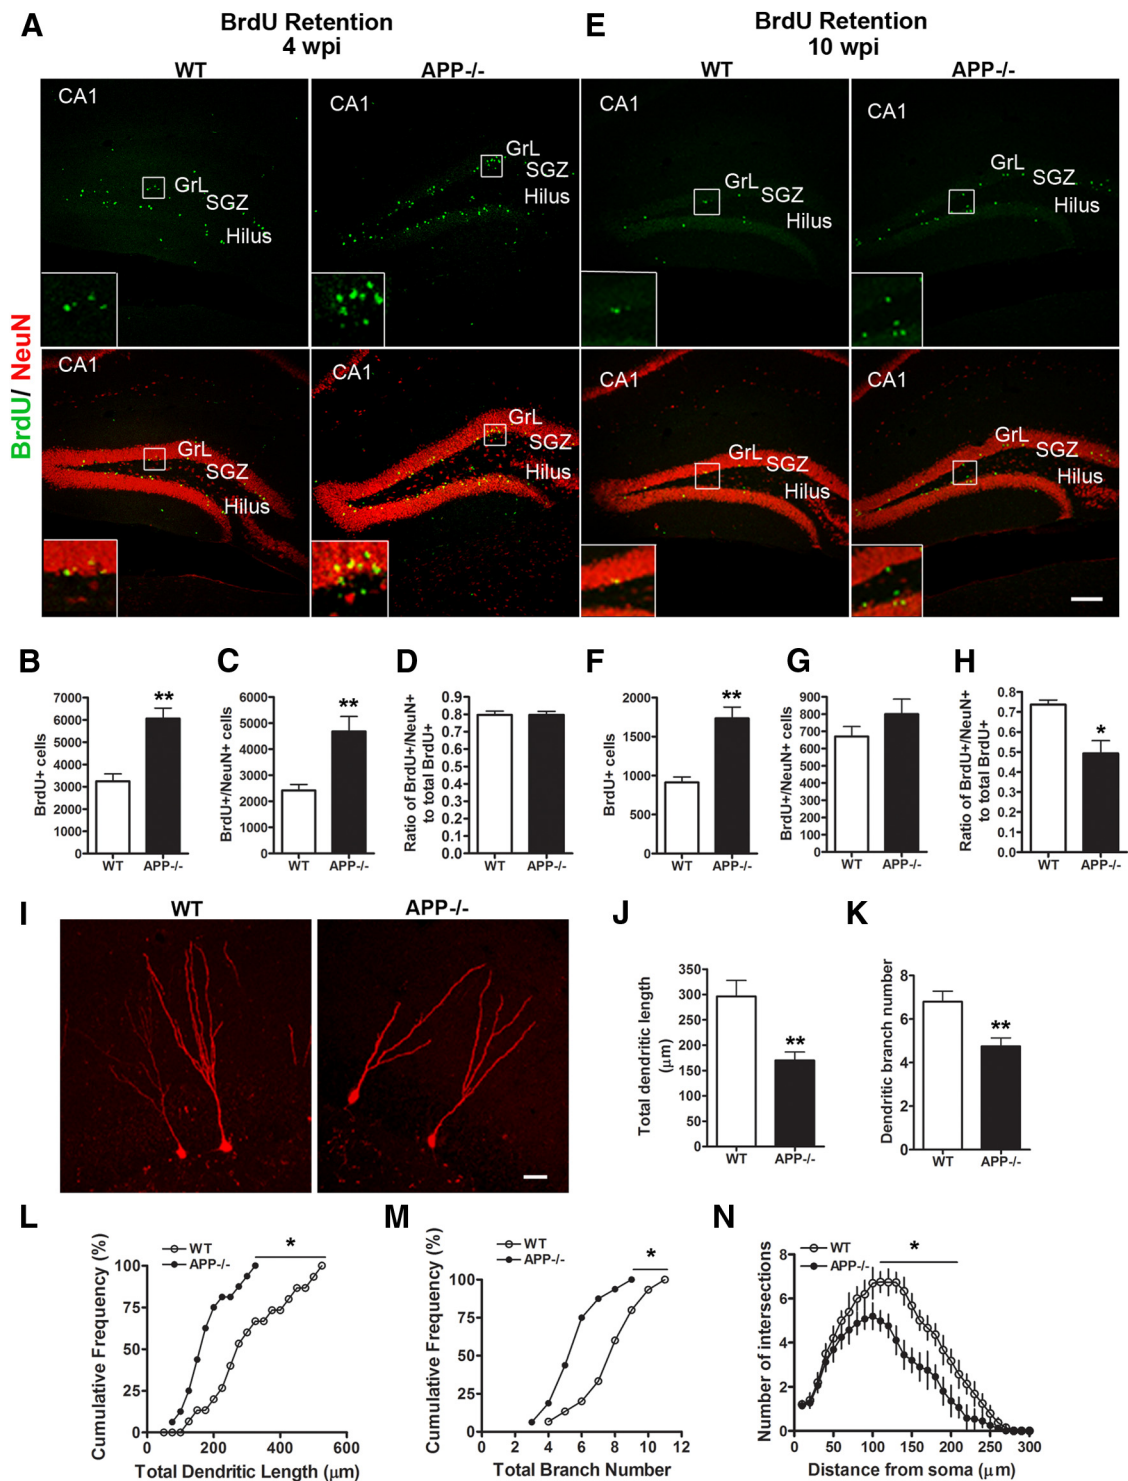 A
BrdU Retention
4 wpi
E
BrdU Retention
10 wpi
WT
APP-/-
WT
APP-/-
CA1
GrL
SGZ
Hilus
CA1
GrL
SGZ
Hilus
CA1
GrL
SGZ
Hilus
CA1
GrL
SGZ
Hilus
BrdU/ NeuN
CA1
GrL
SGZ
Hilus
CA1
GrL
SGZ
Hilus
CA1
GrL
SGZ
Hilus
CA1
GrL
SGZ
Hilus
B
BrdU+ cells
7000
6000
5000
4000
3000
2000
1000
0
**
WT
APP-/-
C
BrdU+/NeuN+ cells
6000
5000
4000
3000
2000
1000
0
**
WT
APP-/-
D
Ratio of BrdU+/NeuN+
to total BrdU+
0.9
0.8
0.7
0.6
0.5
0.4
0.3
0.2
0.1
0.0
WT
APP-/-
F
BrdU+ cells
2000
1500
1000
500
0
**
WT
APP-/-
G
BrdU+/NeuN+ cells
900
800
700
600
500
400
300
200
100
0
WT
APP-/-
H
Ratio of BrdU+/NeuN+
to total BrdU+
0.8
0.7
0.6
0.5
0.4
0.3
0.2
0.1
0.0
*
WT
APP-/-
I
WT
APP-/-
J
Total dendritic length
(μm)
350
300
250
200
150
100
50
0
**
WT
APP-/-
K
Dendritic branch number
8
6
4
2
0
**
WT
APP-/-
L
Cumulative Frequency (%)
WT
APP-/-
*
100
75
50
25
0
0
200
400
600
Total Dendritic Length (μm)
M
Cumulative Frequency (%)
WT
APP-/-
*
100
75
50
25
0
0
2
4
6
8
10
12
Total Branch Number
N
Number of intersections
WT
APP-/-
*
8
6
4
2
0
0
50
100
150
200
250
300
Distance from soma (μm)